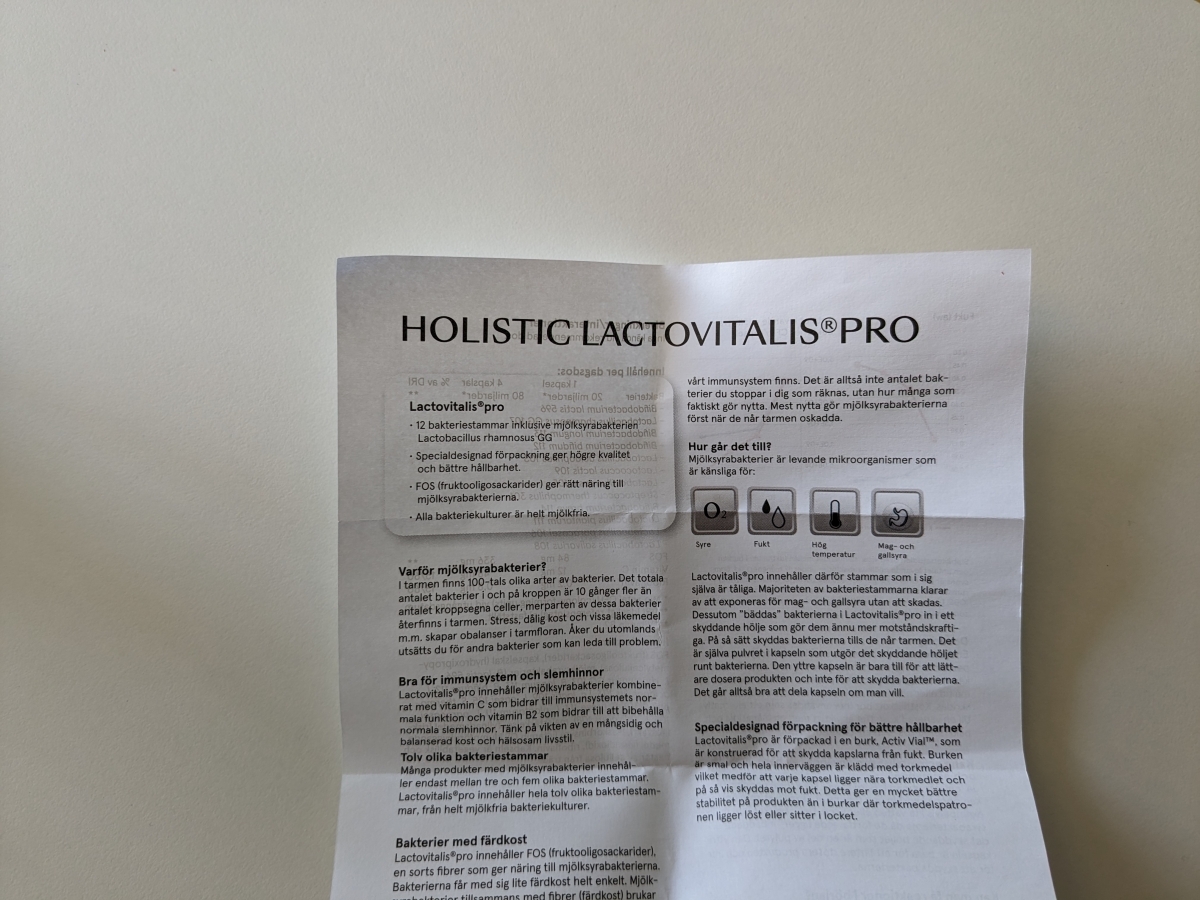 HOLISTIC LACTOVITALIS®PRO
Lactovitalis®pro
· 12 bakteriestammar inklusive mjölksyrabakterien
Lactobacillus rhamnosus GG
· Specialdesignad förpackning ger högre kvalitet
och bättre hållbarhet.
· FOS (fruktooligosackarider) ger rätt näring till
mjölksyrabakterierna.
· Alla bakteriekulturer är helt mjölkfria.
Varför mjölksyrabakterier?
I tarmen finns 100-tals olika arter av bakterier. Det totala
antalet bakterier i och på kroppen är 10 gånger fler än
antalet kroppsegna celler, merparten av dessa bakterier
återfinns i tarmen. Stress, dålig kost och vissa läkemedel
m.m. skapar obalanser i tarmfloran. Åker du utomlands
utsätts du för andra bakterier som kan leda till problem.
Bra för immunsystem och slemhinnor
Lactovitalis®pro innehåller mjölksyrabakterier kombine-
rat med vitamin C som bidrar till immunsystemets nor-
mala funktion och vitamin B2 som bidrar till att bibehålla
normala slemhinnor. Tänk på vikten av en mångsidig och
balanserad kost och hälsosam livsstil.
Tolv olika bakteriestammar
Många produkter med mjölksyrabakterier innehål-
ler endast mellan tre och fem olika bakteriestammar.
Lactovitalis®pro innehåller hela tolv olika bakteriestam-
mar, från helt mjölkfria bakteriekulturer.
Bakterier med färdkost
Lactovitalis®pro innehåller FOS (fruktooligosackarider),
en sorts fibrer som ger näring till mjölksyrabakterierna.
Bakterierna får med sig lite färdkost helt enkelt. Mjölk-
syrabakterier tillsammans med fibrer (färdkost) brukar
vårt immunsystem finns. Det är alltså inte antalet bak-
terier du stoppar i dig som räknas, utan hur många som
faktiskt gör nytta. Mest nytta gör mjölksyrabakterierna
först när de når tarmen oskadda.
Hur går det till?
Mjölksyrabakterier är levande mikroorganismer som
är känsliga för:
O₂
Syre
Fukt
Hög
temperatur
Mag- och
gallsyra
Lactovitalis®pro innehåller därför stammar som i sig
själva är tåliga. Majoriteten av bakteriestammarna klarar
av att exponeras för mag- och gallsyra utan att skadas.
Dessutom "bäddas" bakterierna i Lactovitalis®pro in i ett
skyddande hölje som gör dem ännu mer motståndskrafti-
ga. På så sätt skyddas bakterierna tills de når tarmen. Det
är själva pulvret i kapseln som utgör det skyddande höljet
runt bakterierna. Den yttre kapseln är bara till för att lätt-
are dosera produkten och inte för att skydda bakterierna.
Det går alltså bra att dela kapseln om man vill.
Specialdesignad förpackning för bättre hållbarhet
Lactovitalis®pro är förpackad i en burk, Activ Vial™, som
är konstruerad för att skydda kapslarna från fukt. Burken
är smal och hela innerväggen är klädd med torkmedel
vilket medför att varje kapsel ligger nära torkmedlet och
på så vis skyddas mot fukt. Detta ger en mycket bättre
stabilitet på produkten än i burkar där torkmedelspatro-
nen ligger löst eller sitter i locket.